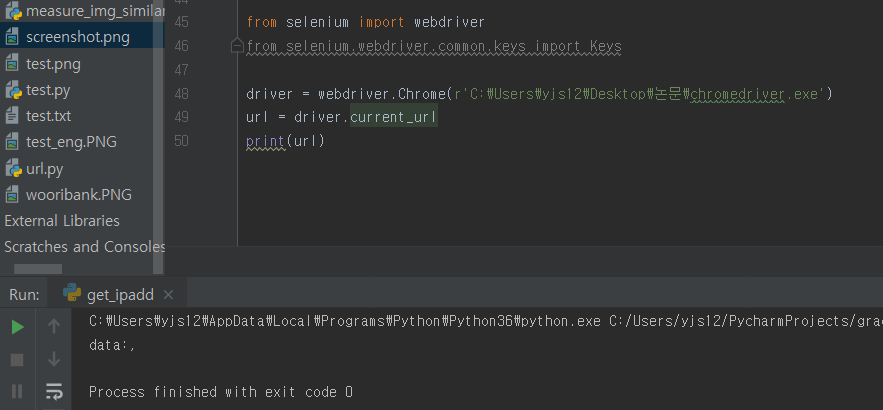 measure_img_similar
screenshot.png
test.png
test.py
test.txt
test_eng.PNG
url.py
wooribank.PNG
External Libraries
Scratches and Consoles
45 from selenium import webdriver
46 from selenium.webdriver.common.keys import Keys
47
48 driver = webdriver.Chrome(r'C:₩Users₩yjs12₩Desktop₩논문₩chromedriver.exe')
49 url = driver.current_url
50 print(url)
Run: get_ipadd ×
C:₩Users₩yjs12₩AppData₩Local₩Programs₩Python₩Python36₩python.exe C:/Users/yjs12/PycharmProjects/grad
data:,
Process finished with exit code 0